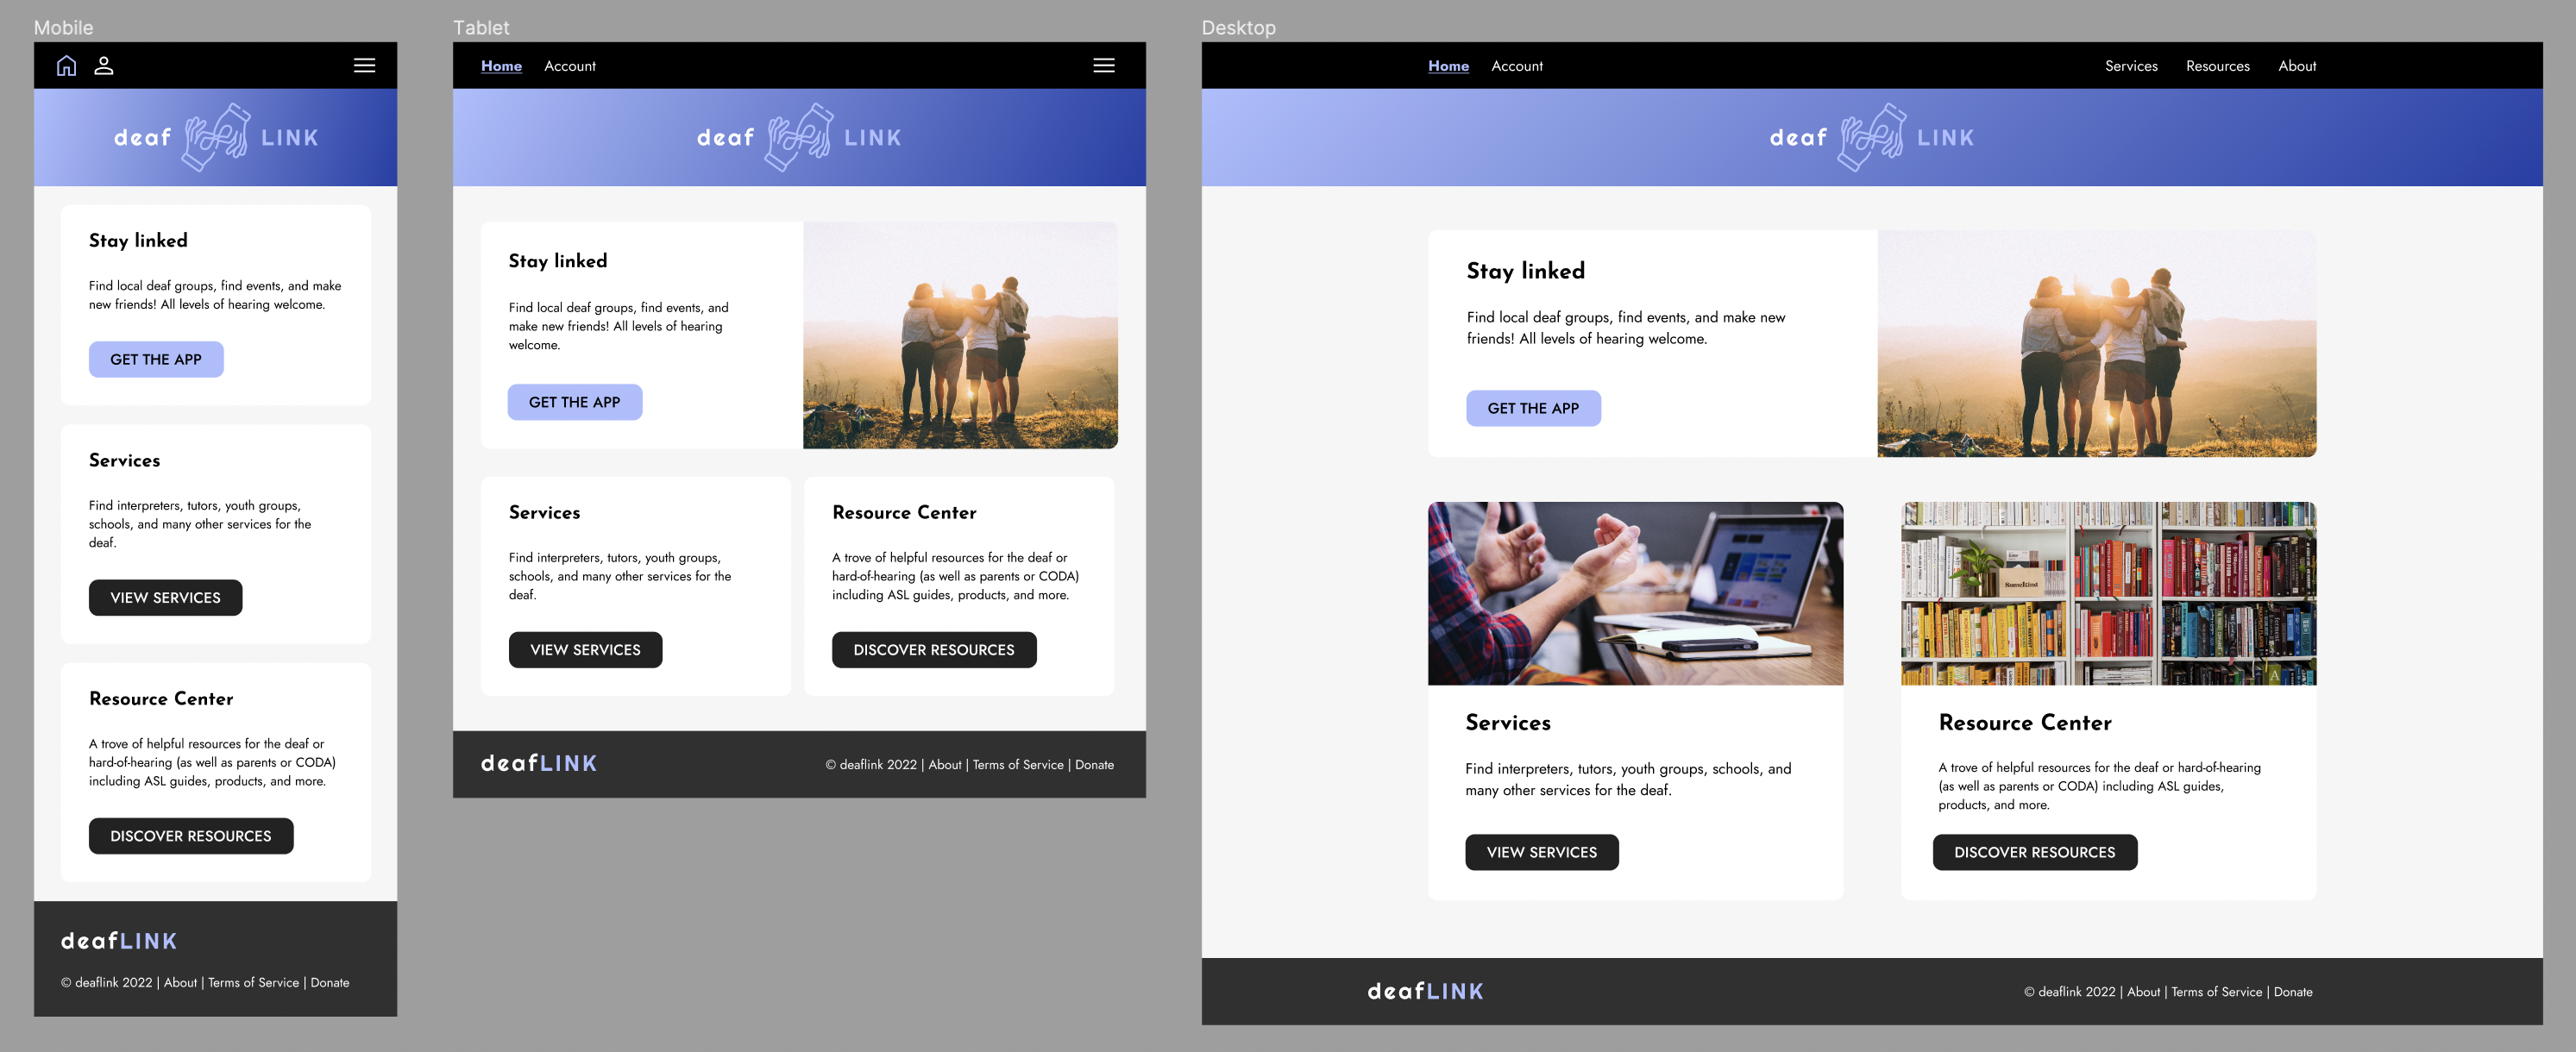 Mobile
deaf LINK
Stay linked
Find local deaf groups, find events, and make
new friends! All levels of hearing welcome.
GET THE APP
Services
Find interpreters, tutors, youth groups,
schools, and many other services for the
deaf.
VIEW SERVICES
Resource Center
A trove of helpful resources for the deaf or
hard-of-hearing (as well as parents or CODA)
including ASL guides, products, and more.
DISCOVER RESOURCES
deafLINK
© deaflink 2022 | About | Terms of Service | Donate
Tablet
Home Account
deaf LINK
Stay linked
Find local deaf groups, find events, and
make new friends! All levels of hearing
welcome.
GET THE APP
Services
Find interpreters, tutors, youth groups,
schools, and many other services for the
deaf.
VIEW SERVICES
Resource Center
A trove of helpful resources for the deaf or
hard-of-hearing (as well as parents or CODA)
including ASL guides, products, and more.
DISCOVER RESOURCES
deafLINK
© deaflink 2022 | About | Terms of Service | Donate
Desktop
Home Account Services Resources About
deaf LINK
Stay linked
Find local deaf groups, find events, and make new
friends! All levels of hearing welcome.
GET THE APP
Services
Find interpreters, tutors, youth groups, schools, and
many other services for the deaf.
VIEW SERVICES
Resource Center
A trove of helpful resources for the deaf or hard-of-hearing
(as well as parents or CODA) including ASL guides,
products, and more.
DISCOVER RESOURCES
deafLINK
© deaflink 2022 | About | Terms of Service | Donate